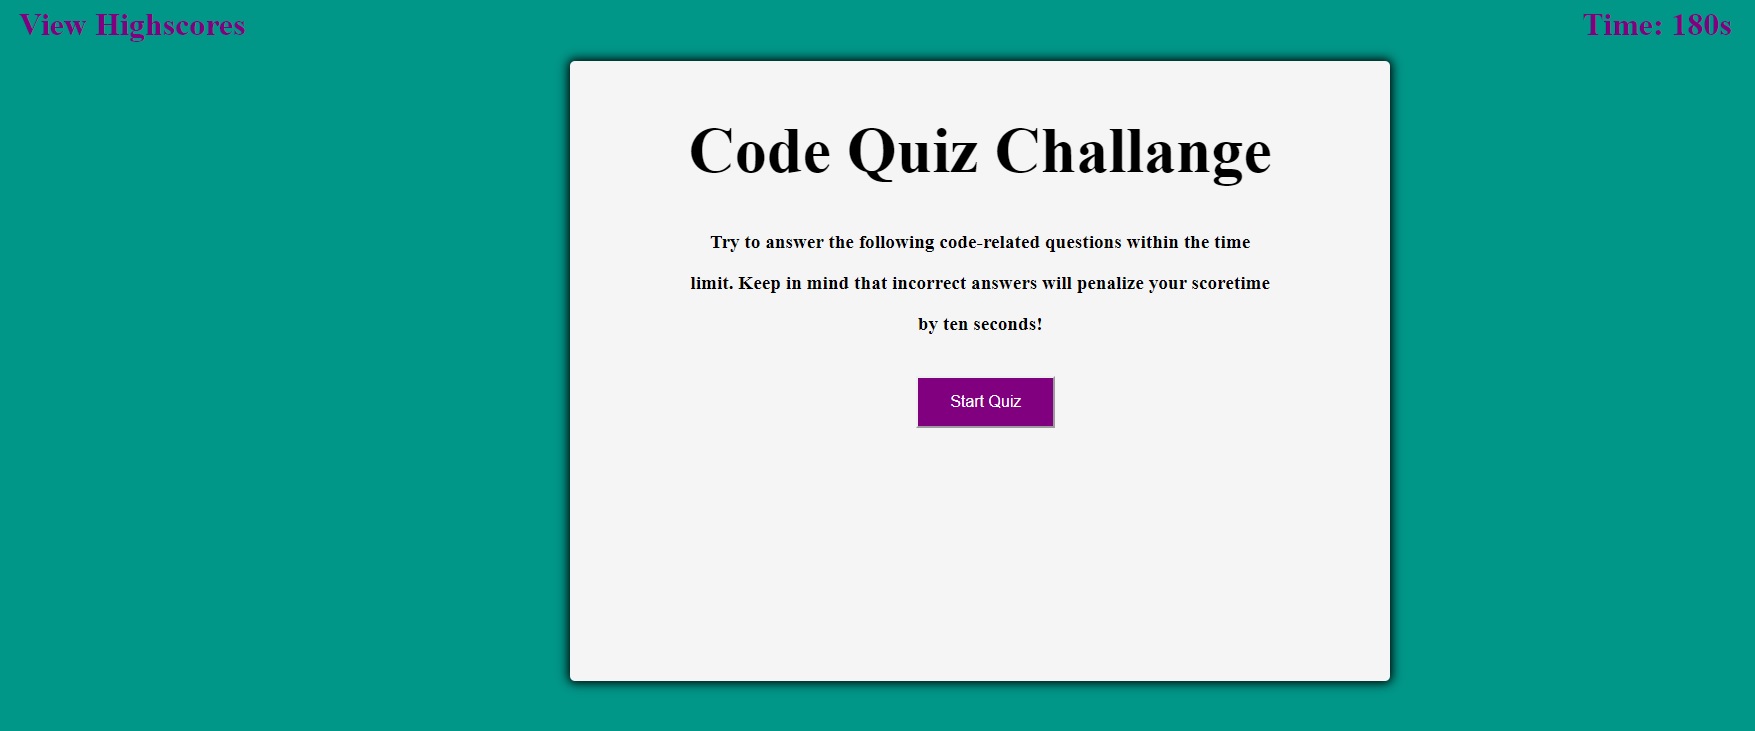 View Highscores
Time: 180s
Code Quiz Challange
Try to answer the following code-related questions within the time
limit. Keep in mind that incorrect answers will penalize your scoretime
by ten seconds!
Start Quiz